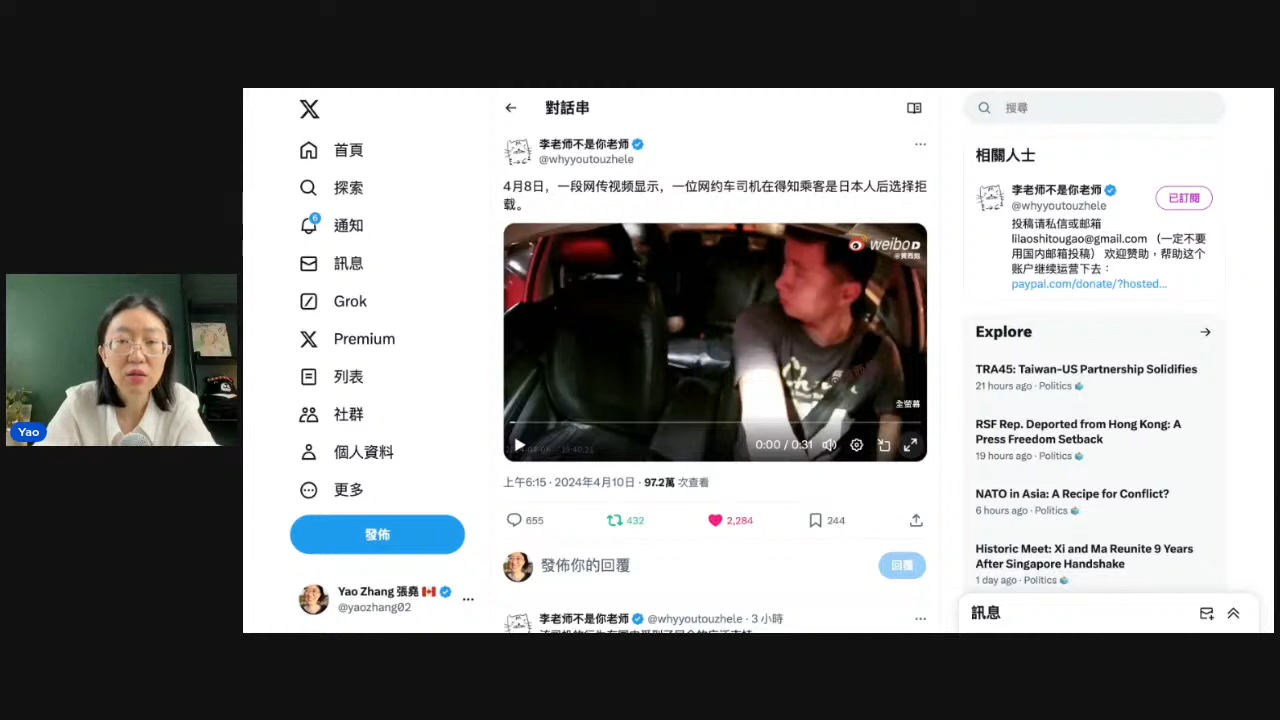 Yao
首頁
探索
6
通知
訊息
Grok
Premium
列表
社群
個人資料
更多
發佈
Yao Zhang 張堯
@yaozhang02
對話串
李老师不是你老师
@whyyoutouzhele
4月8日，一段网传视频显示，一位网约车司机在得知乘客是日本人后选择拒
载。
weibo
全螢幕
0:00 / 0:31
上午6:15 · 2024年4月10日 · 97.2萬 次查看
655
432
2,284
244
發佈你的回覆
回覆
李老师不是你老师 @whyyoutouzhele · 3 小時
搜尋
相關人士
李老师不是你老师
@whyyoutouzhele
已訂閱
投稿请私信或邮箱
lilaoshitougao@gmail.com （一定不要
用国内邮箱投稿） 欢迎赞助，帮助这个
账户继续运营下去：
paypal.com/donate/?hosted...
Explore
TRA45: Taiwan-US Partnership Solidifies
21 hours ago · Politics
RSF Rep. Deported from Hong Kong: A
Press Freedom Setback
19 hours ago · Politics
NATO in Asia: A Recipe for Conflict?
6 hours ago · Politics
Historic Meet: Xi and Ma Reunite 9 Years
After Singapore Handshake
1 day ago · Politics
訊息